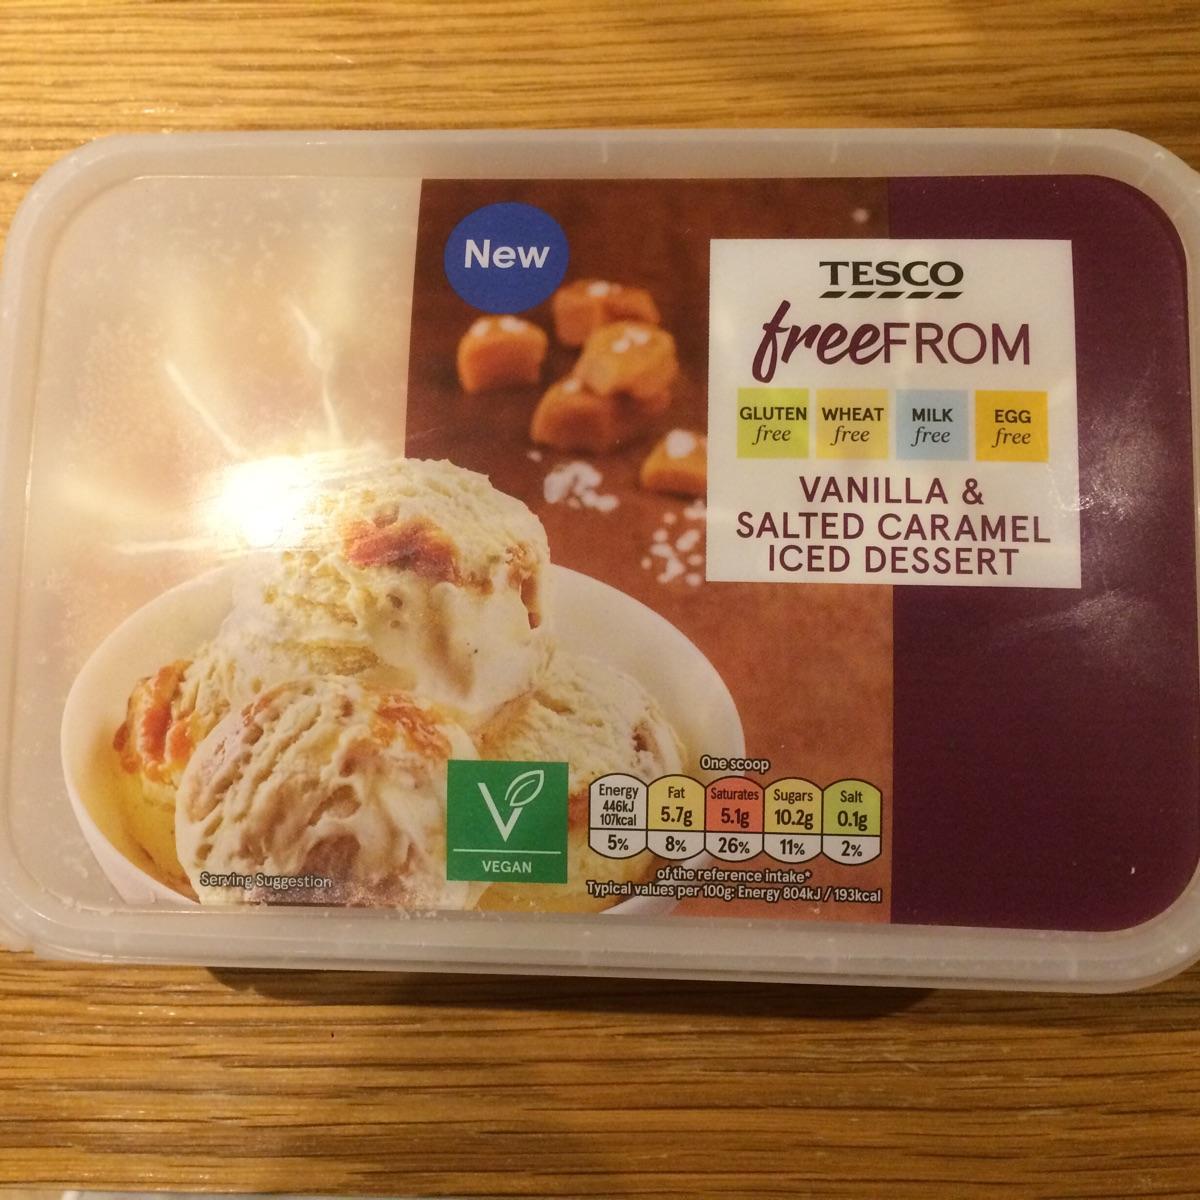 New
TESCO
freeFROM
GLUTEN free
WHEAT free
MILK free
EGG free
VANILLA &
SALTED CARAMEL
ICED DESSERT
V
VEGAN
Serving Suggestion
One scoop
Energy 446kJ 107kcal 5%
Fat 5.7g 8%
Saturates 5.1g 26%
Sugars 10.2g 11%
Salt 0.1g 2%
of the reference intake*
Typical values per 100g: Energy 804kJ / 193kcal